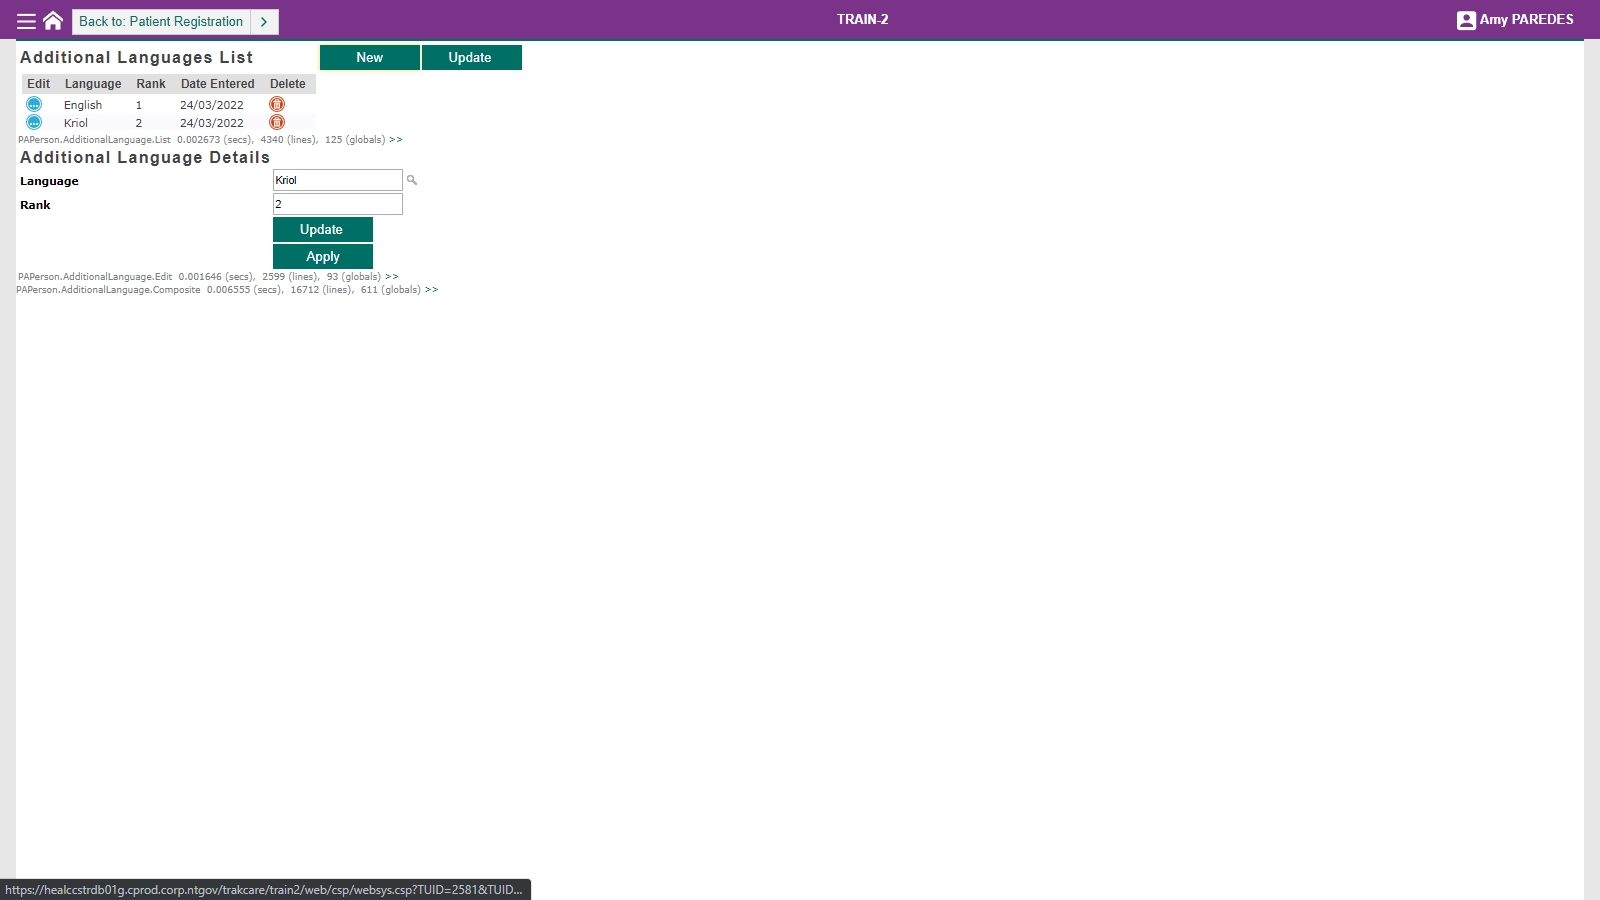 Back to: Patient Registration >
TRAIN-2
Amy PAREDES
Additional Languages List
New
Update
Edit Language Rank Date Entered Delete
English 1 24/03/2022
Kriol 2 24/03/2022
PAPerson.AdditionalLanguage.List 0.002673 (secs), 4340 (lines), 125 (globals) >>
Additional Language Details
Language Kriol
Rank 2
Update
Apply
PAPerson.AdditionalLanguage.Edit 0.001646 (secs), 2599 (lines), 93 (globals) >>
PAPerson.AdditionalLanguage.Composite 0.006555 (secs), 16712 (lines), 611 (globals) >>
https://healccstrdb01g.cprod.corp.ntgov/trakcare/train2/web/csp/websys.csp?TUID=2581&TUID...